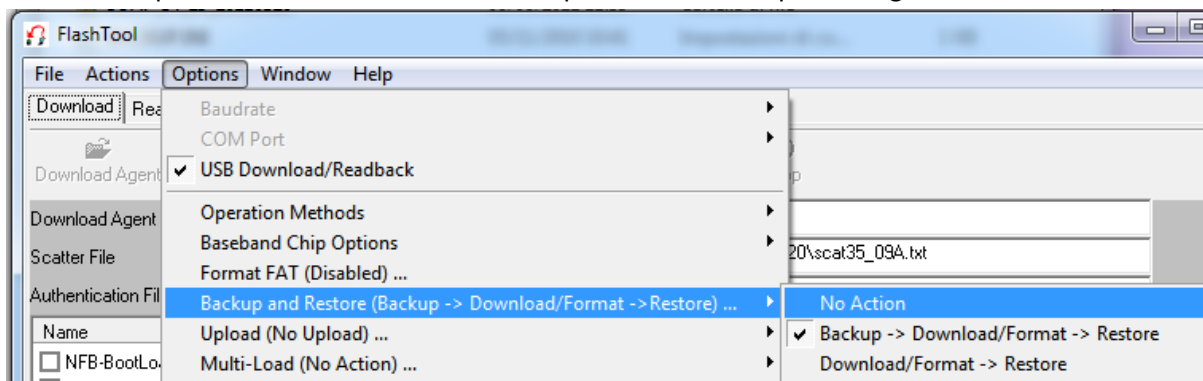 FlashTool
File Actions Options Window Help
Download Rea
Baudrate
COM Port
Download Agent
USB Download/Readback
Download Agent
Operation Methods
Scatter File
Baseband Chip Options
20\scat35_09A.txt
Format FAT (Disabled) ...
Authentication Fil
Backup and Restore (Backup -> Download/Format ->Restore) ...
No Action
Name
Upload (No Upload) ...
Backup -> Download/Format -> Restore
NFB-BootLo
Multi-Load (No Action) ...
Download/Format -> Restore